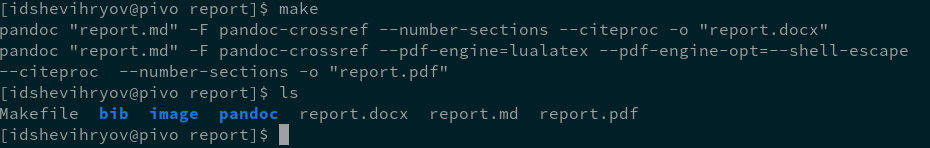 [idshevihryov@pivo report]$ make
pandoc "report.md" -F pandoc-crossref --number-sections --citeproc -o "report.docx"
pandoc "report.md" -F pandoc-crossref --pdf-engine=lualatex --pdf-engine-opt=--shell-escape
--citeproc  --number-sections -o "report.pdf"
[idshevihryov@pivo report]$ ls
Makefile  bib  image  pandoc  report.docx  report.md  report.pdf
[idshevihryov@pivo report]$